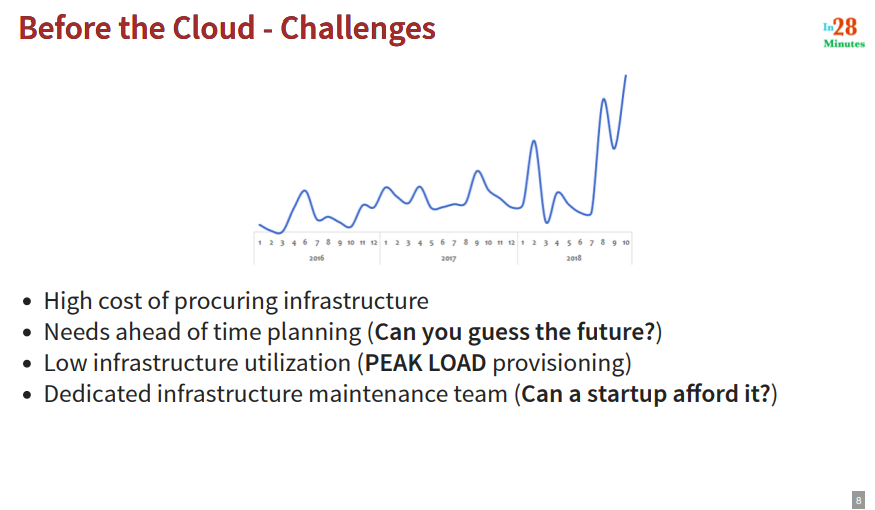 Before the Cloud - Challenges
In28
Minutes
1 2 3 4 6 7 8 9 10 11 12 1 2 3 4 5 6 7 8 9 10 11 12 1 2 3 4 5 6 7 8 9 10
2016 2017 2018
• High cost of procuring infrastructure
• Needs ahead of time planning (Can you guess the future?)
• Low infrastructure utilization (PEAK LOAD provisioning)
• Dedicated infrastructure maintenance team (Can a startup afford it?)
8